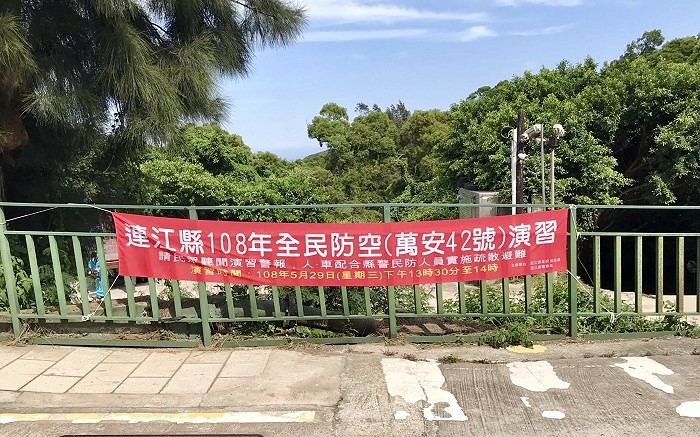 連江縣108年全民防空(萬安42號)演習
請民眾聽聞演習警報、人、車配合縣警民防人員實施疏散避難
演習時間：108年5月29日(星期三)下午13時30分至14時